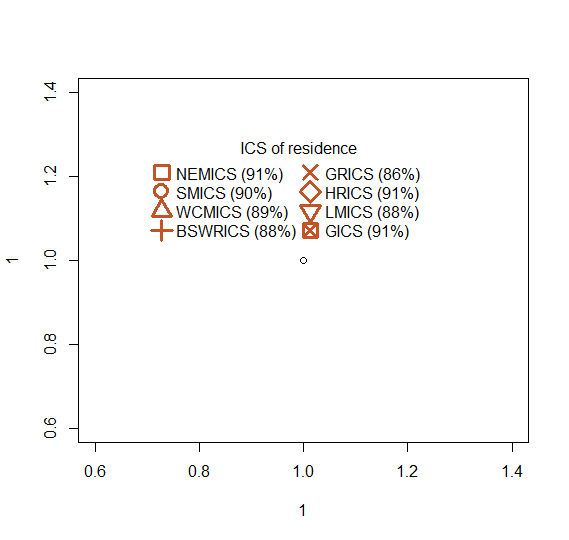 ICS of residence
NEMICS (91%) GRICS (86%)
SMICS (90%) HRICS (91%)
WCMICS (89%) LMICS (88%)
BSWRICS (88%) GICS (91%)
1.4
1.2
1.0
0.8
0.6
1
0.6 0.8 1.0 1.2 1.4
1